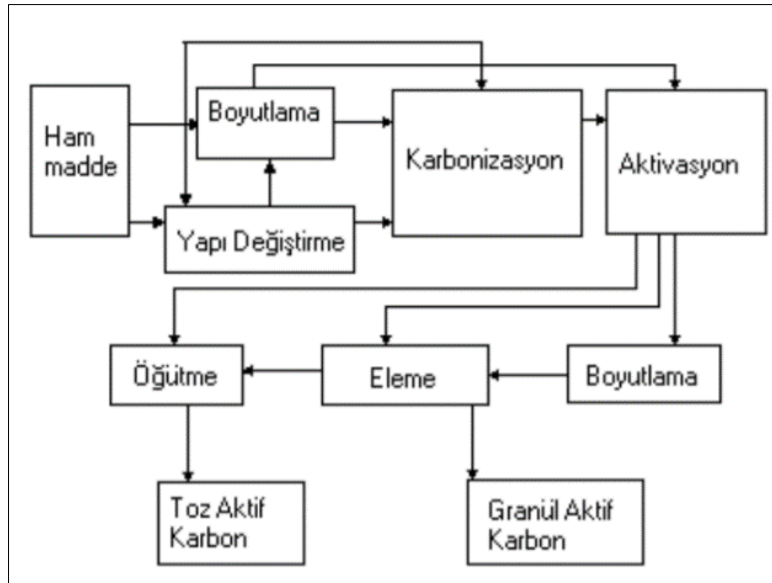 Ham
madde
Boyutlama
Yapı Değiştirme
Karbonizasyon
Aktivasyon
Öğütme
Eleme
Boyutlama
Toz Aktif
Karbon
Granül Aktif
Karbon